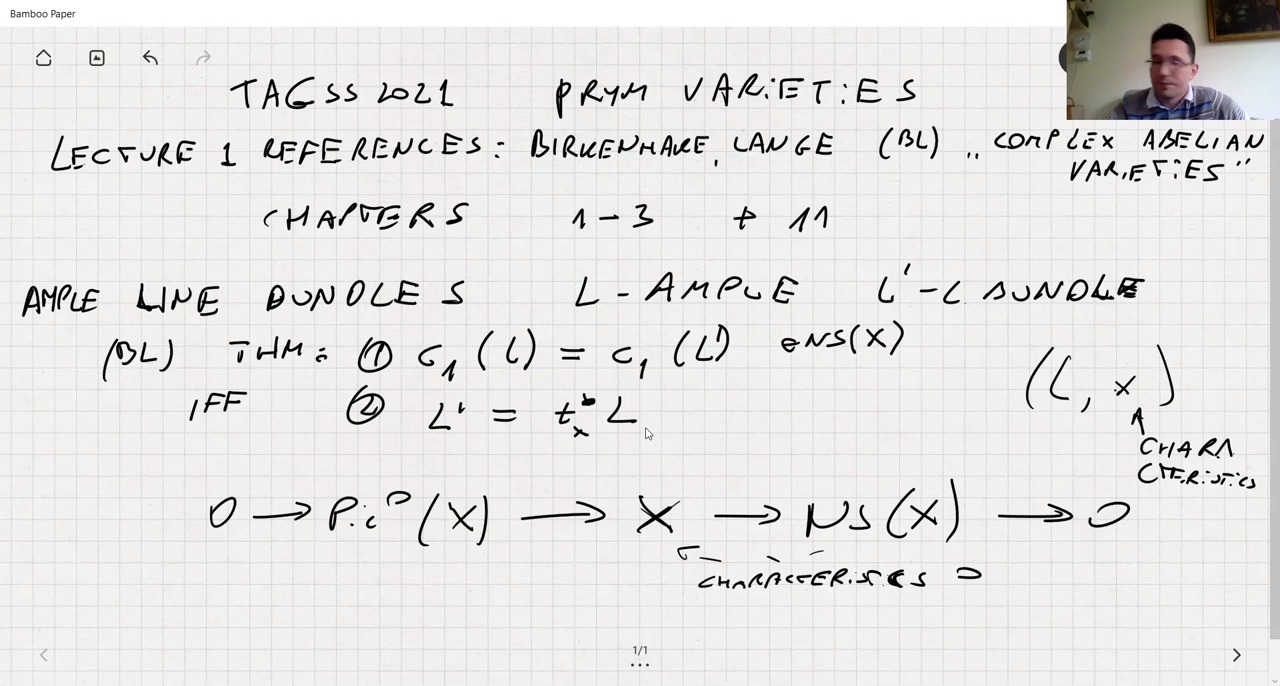 Bamboo Paper
TAGSS 2021 PRYM VARiETiES
LECTURE 1 REFERENCES: BIRKENHAKE, LANGE (BL) „COMPLEX ABELIAN
VARiETiES"
CHAPTERS 1-3 + 11
AMPLE LINE BUNDLES L - AMPLE L' - L BUNDLE
(BL) THM: ① c₁(L) = c₁(L') ∈NS(X)
IFF ② L' = t*ₓ L
(L, x)
↑
CHARA
CTERiSTiCS
0 → Pic⁰(X) → X → NS(X) → 0
CHARACTERiSTiCS 0
1/1